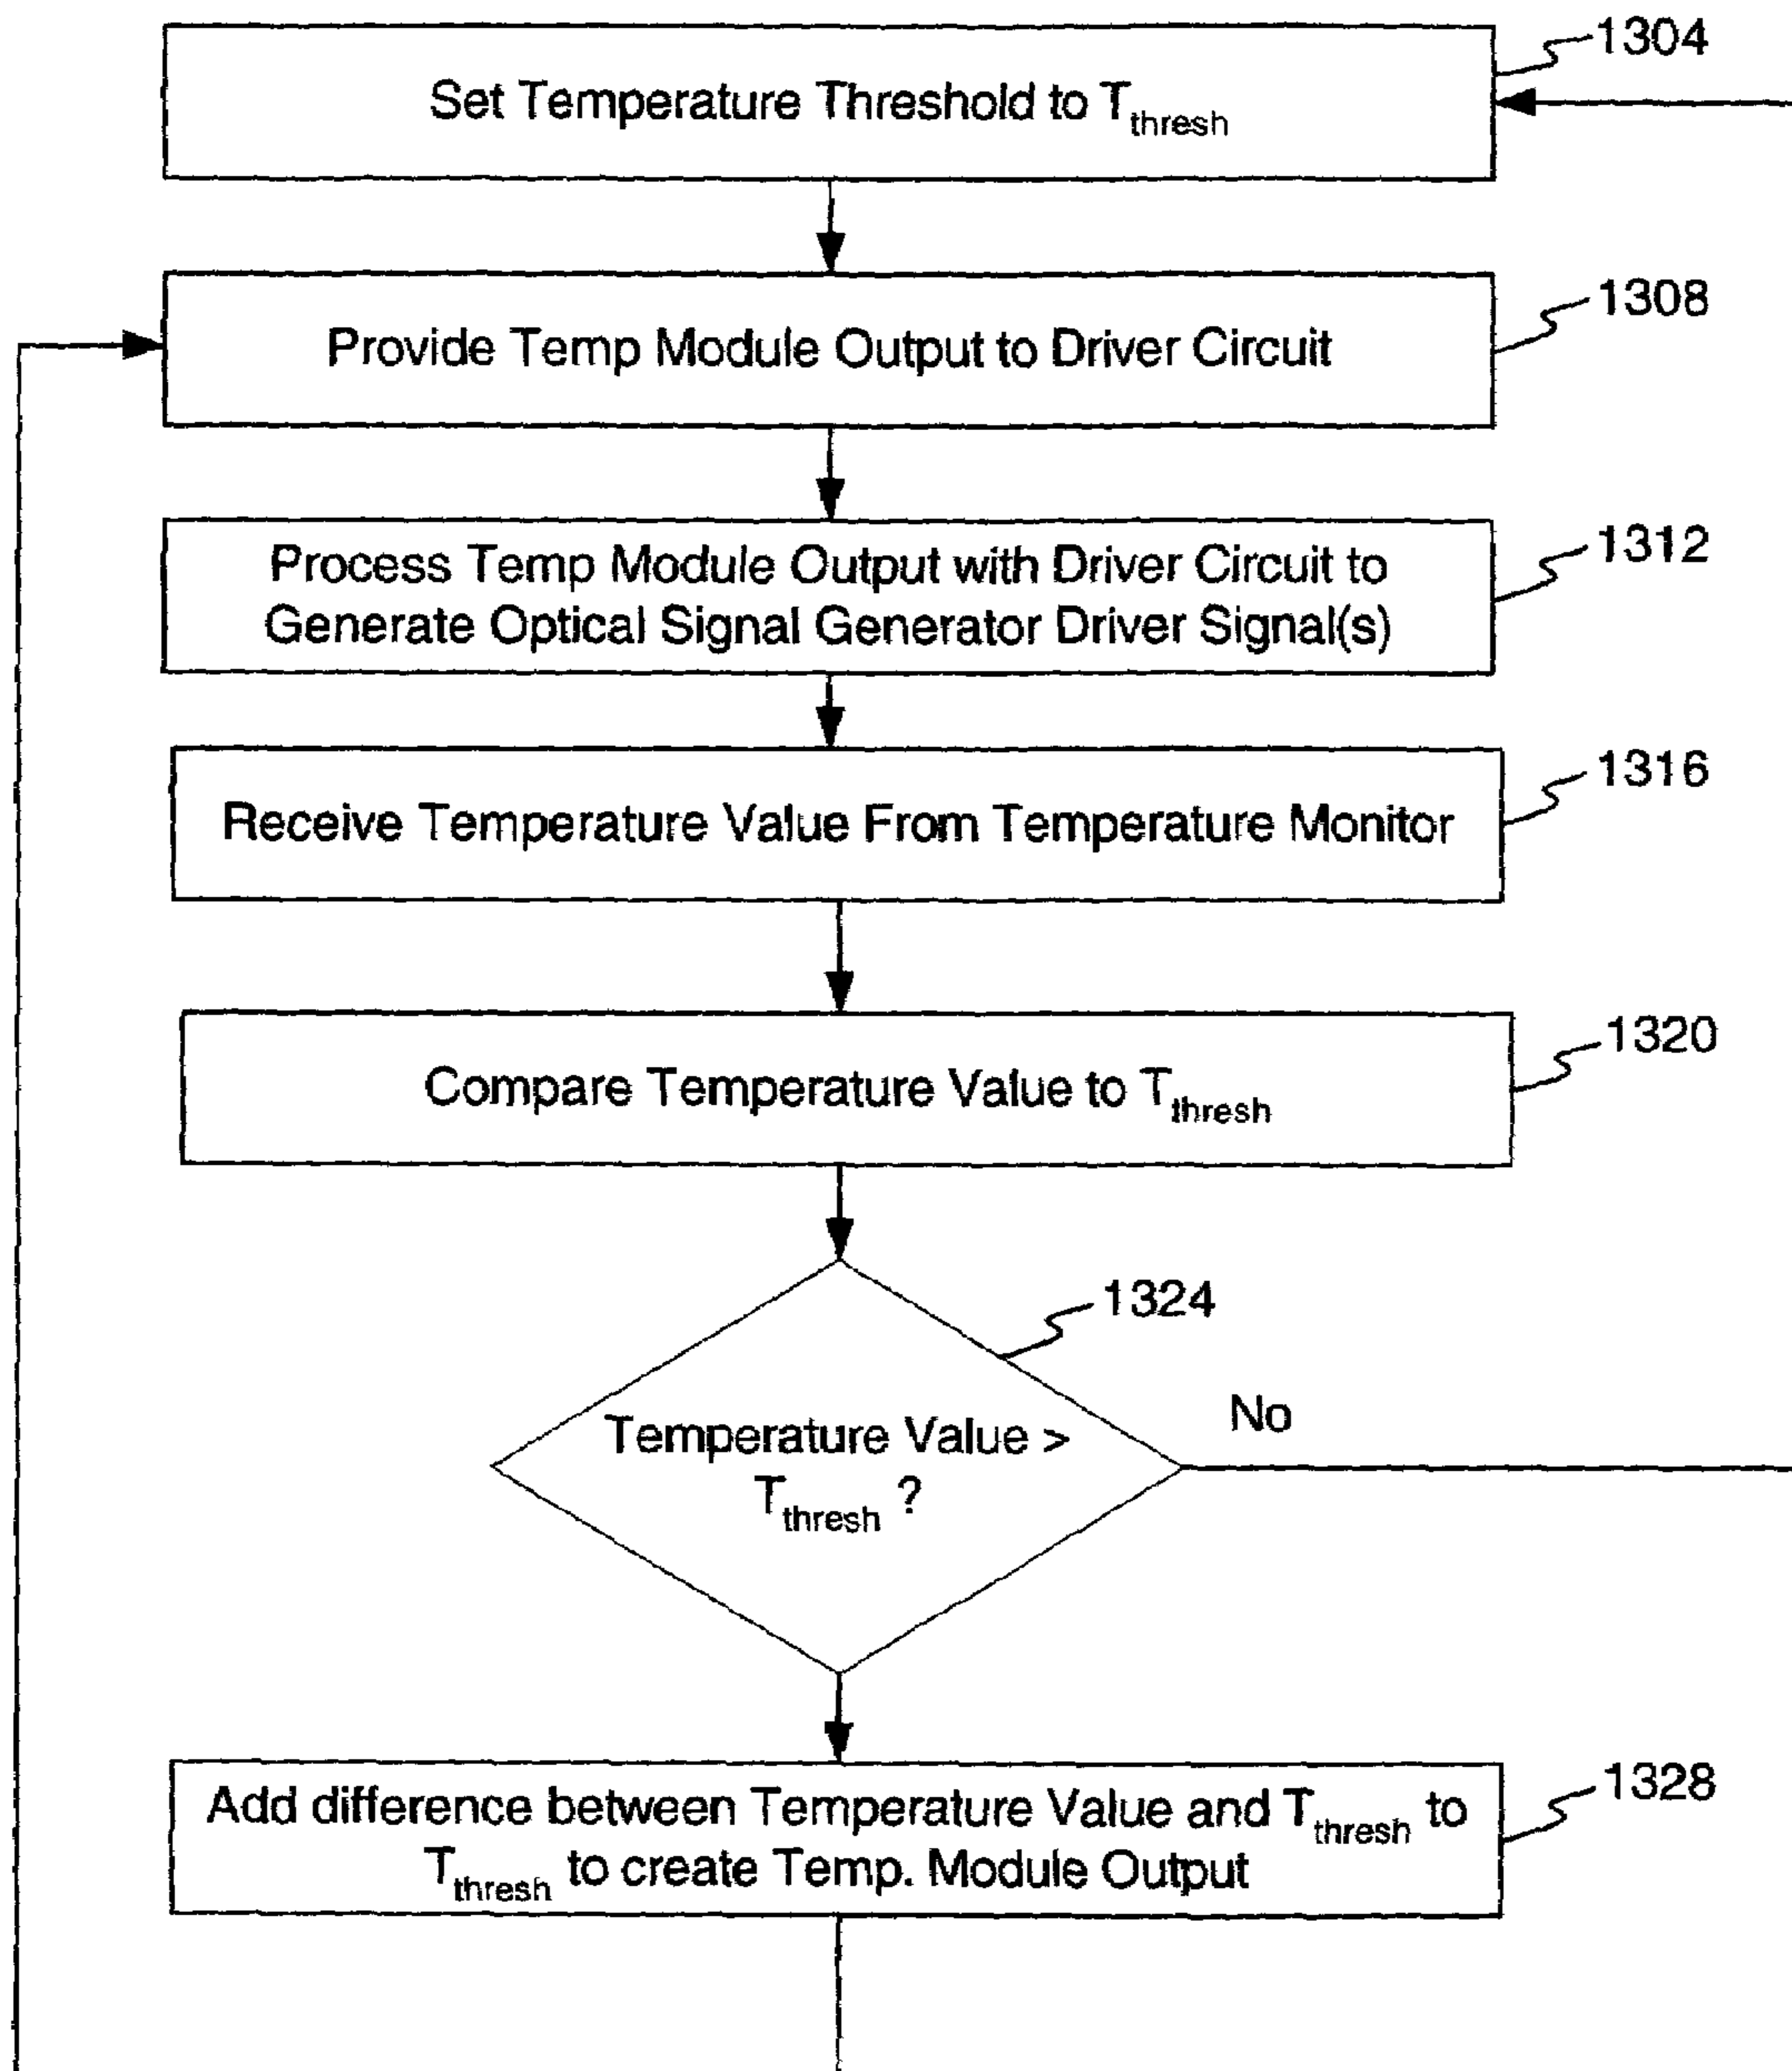 1304
Set Temperature Threshold to Tthresh
1308
Provide Temp Module Output to Driver Circuit
1312
Process Temp Module Output with Driver Circuit to
Generate Optical Signal Generator Driver Signal(s)
1316
Receive Temperature Value From Temperature Monitor
1320
Compare Temperature Value to Tthresh
1324
Temperature Value >
Tthresh ?
No
1328
Add difference between Temperature Value and Tthresh to
Tthresh to create Temp. Module Output